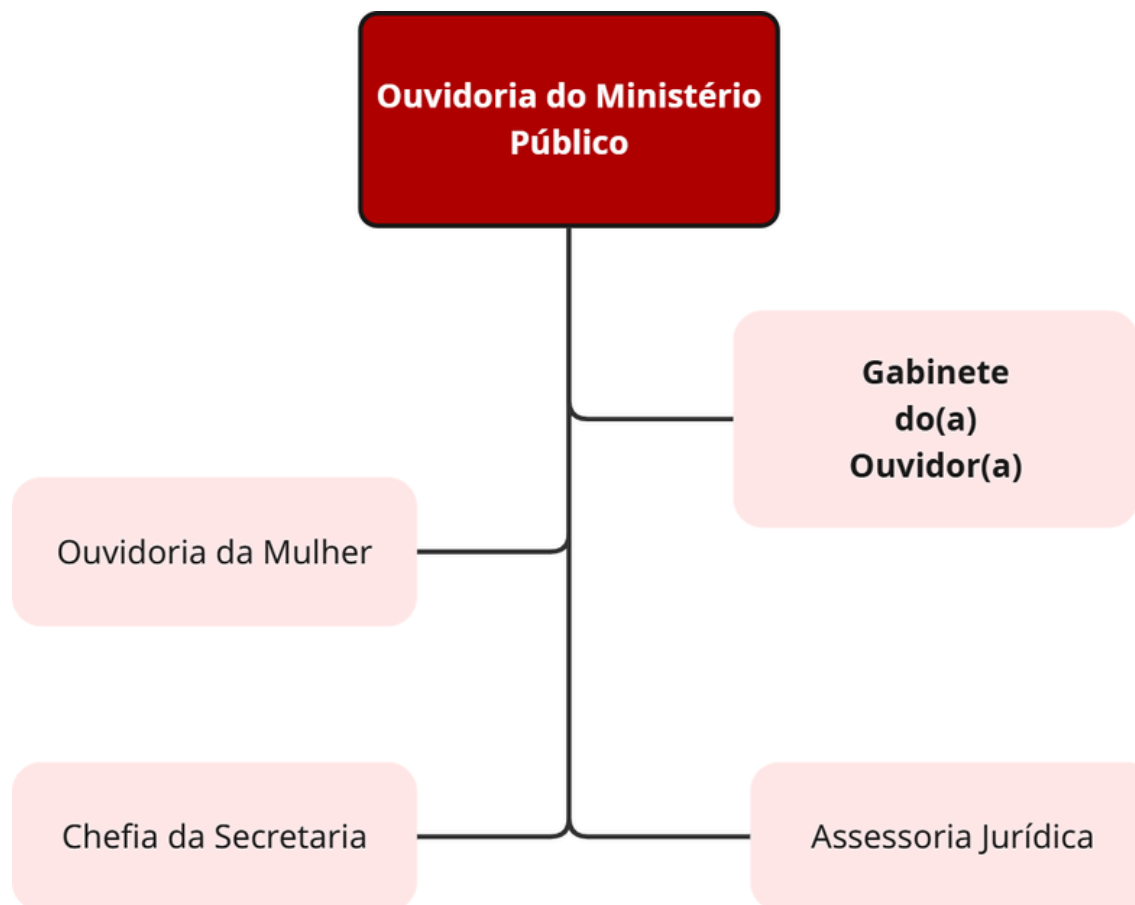 Ouvidoria do Ministério
Público
Gabinete
do(a)
Ouvidor(a)
Ouvidoria da Mulher
Chefia da Secretaria
Assessoria Jurídica